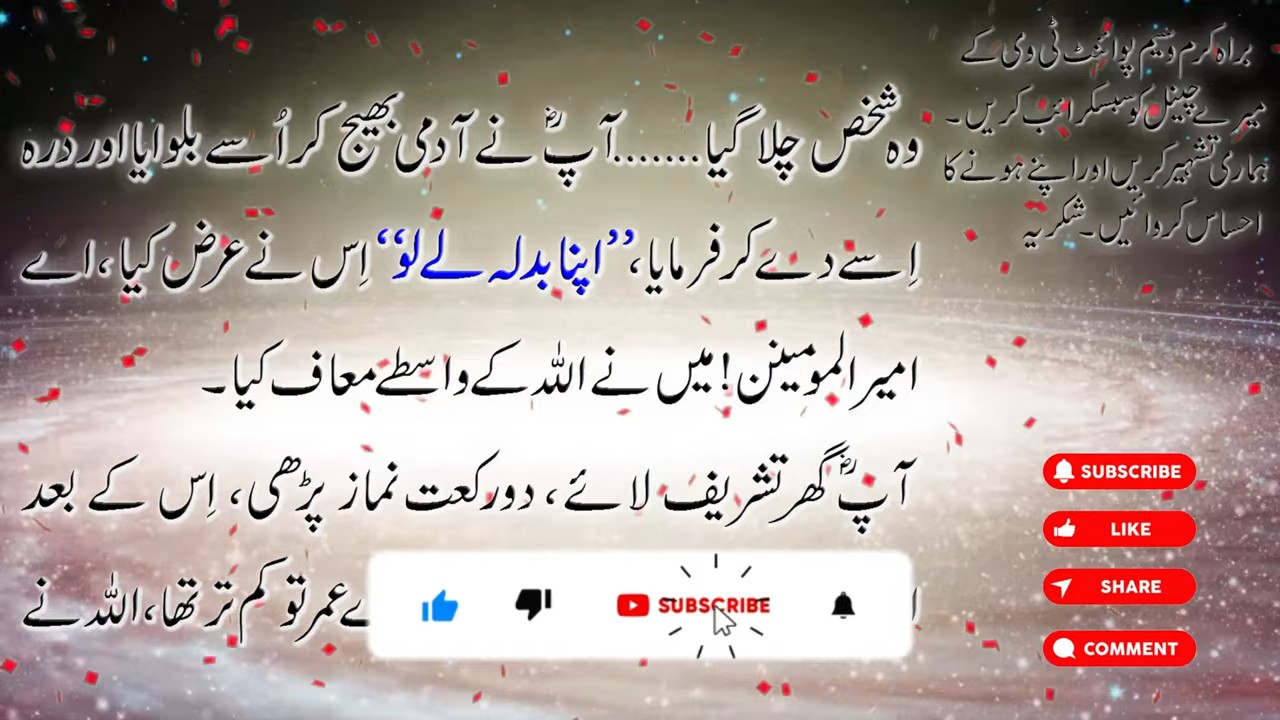 وہ شخص چلا گیا.......آپؓ نے آدمی بھیج کر اُسے بلوایا اور دُرہ
اِسے دے کر فرمایا، ’’اپنا بدلہ لے لو‘‘ اِس نے عرض کیا، اے
امیر المومینن! میں نے اللہ کے واسطے معاف کیا۔
آپؓ گھر تشریف لائے، دو رکعت نماز پڑھی، اِس کے بعد
عمر تو کم تر تھا، اللہ نے
براہ کرم وسیم پوائنٹ ٹی وی کے
میرے چینل کو سبسکرائب کریں۔
ہماری تشہیر کریں اور اپنے ہونے کا
احساس کروائیں۔ شکریہ
SUBSCRIBE
LIKE
SHARE
COMMENT
SUBSCRIBE